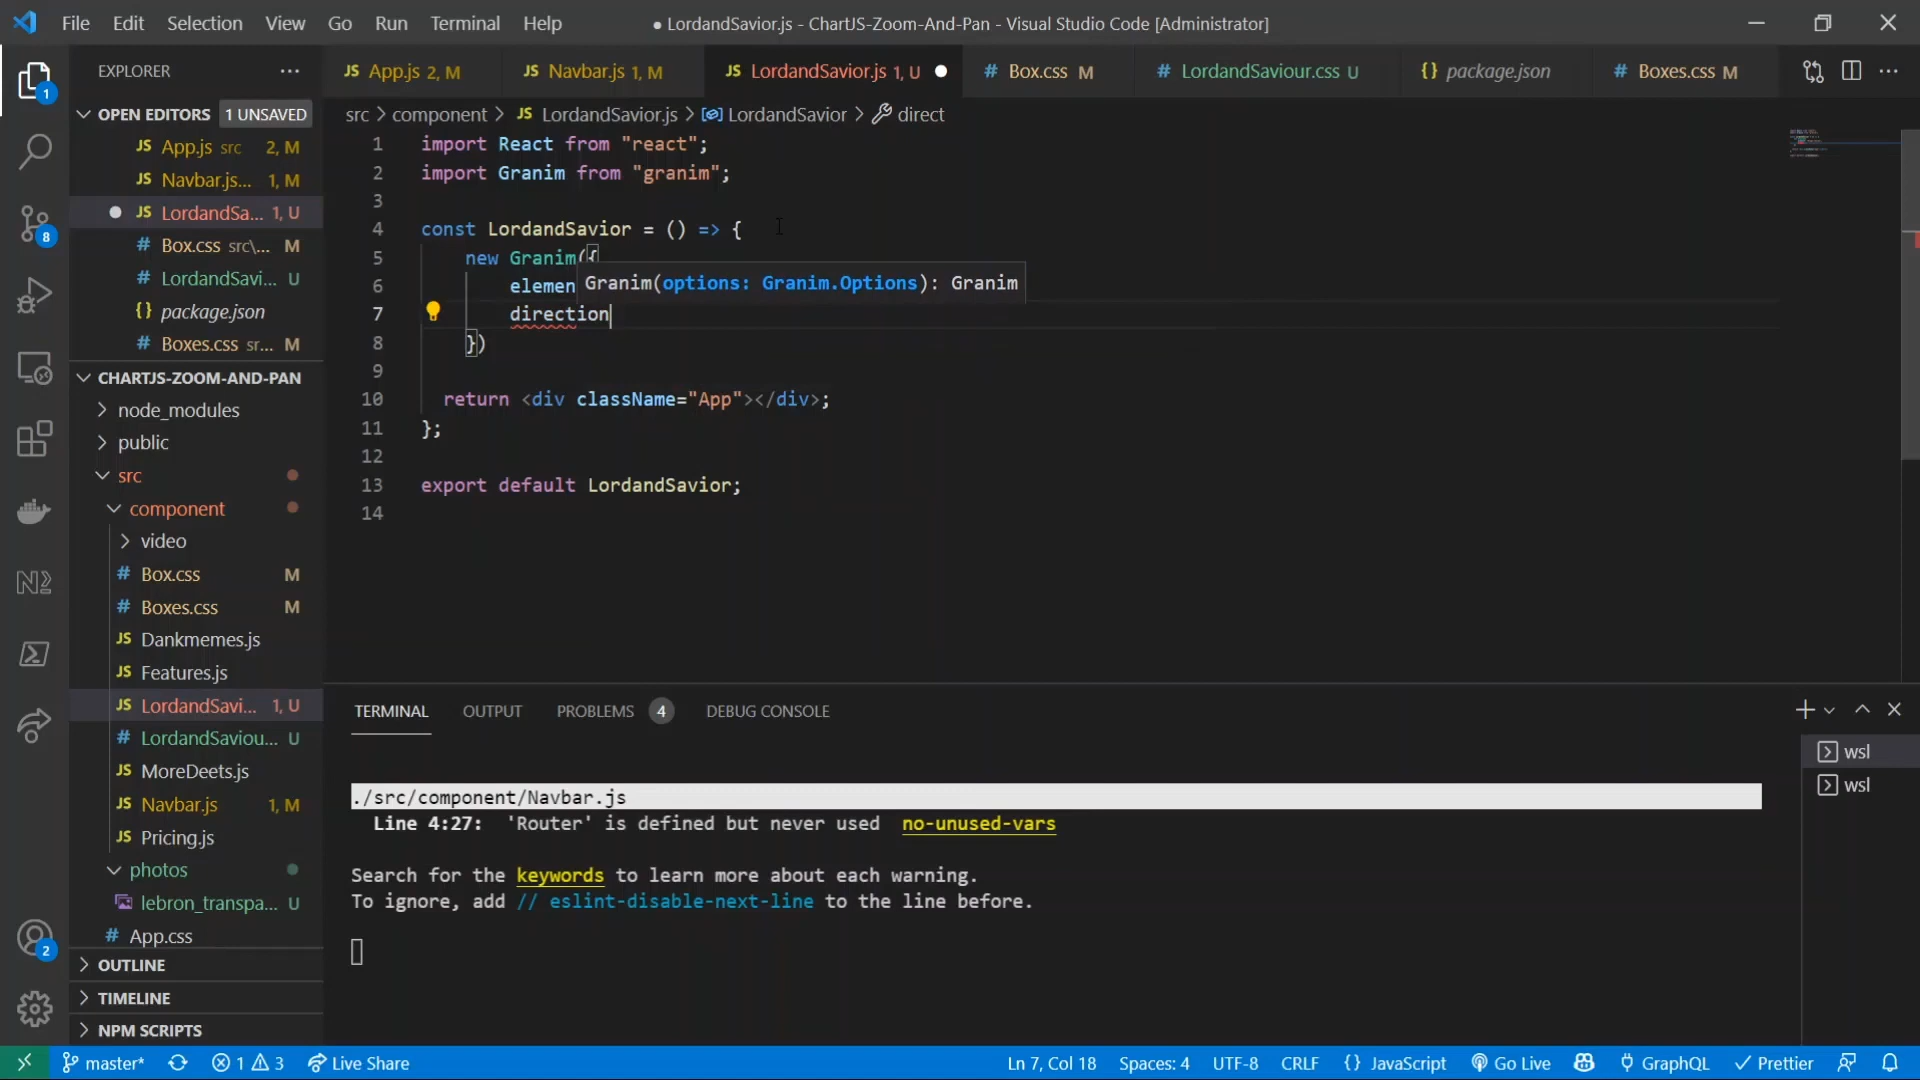 File Edit Selection View Go Run Terminal Help
● LordandSavior.js - ChartJS-Zoom-And-Pan - Visual Studio Code [Administrator]
EXPLORER
App.js 2, M
Navbar.js 1, M
LordandSavior.js 1, U
Box.css M
LordandSaviour.css U
package.json
Boxes.css M
OPEN EDITORS 1 UNSAVED
App.js src 2, M
Navbar.js... 1, M
LordandSa... 1, U
Box.css src\... M
LordandSavi... U
package.json
Boxes.css sr... M
CHARTJS-ZOOM-AND-PAN
node_modules
public
src
component
video
Box.css M
Boxes.css M
Dankmemes.js
Features.js
LordandSavi... 1, U
LordandSaviou... U
MoreDeets.js
Navbar.js 1, M
Pricing.js
photos
lebron_transpa... U
App.css
OUTLINE
TIMELINE
NPM SCRIPTS
1
8
2
src > component > JS LordandSavior.js > LordandSavior > direct
1 import React from "react";
2 import Granim from "granim";
3
4 const LordandSavior = () => {
5 new Granim({
6 elemen
Granim(options: Granim.Options): Granim
7 direction
8 })
9
10 return <div className="App"></div>;
11 };
12
13 export default LordandSavior;
14
TERMINAL OUTPUT PROBLEMS 4 DEBUG CONSOLE
./src/component/Navbar.js
Line 4:27: 'Router' is defined but never used no-unused-vars
Search for the keywords to learn more about each warning.
To ignore, add // eslint-disable-next-line to the line before.
wsl
wsl
master* 1 3 Live Share
Ln 7, Col 18 Spaces: 4 UTF-8 CRLF {} JavaScript Go Live GraphQL Prettier